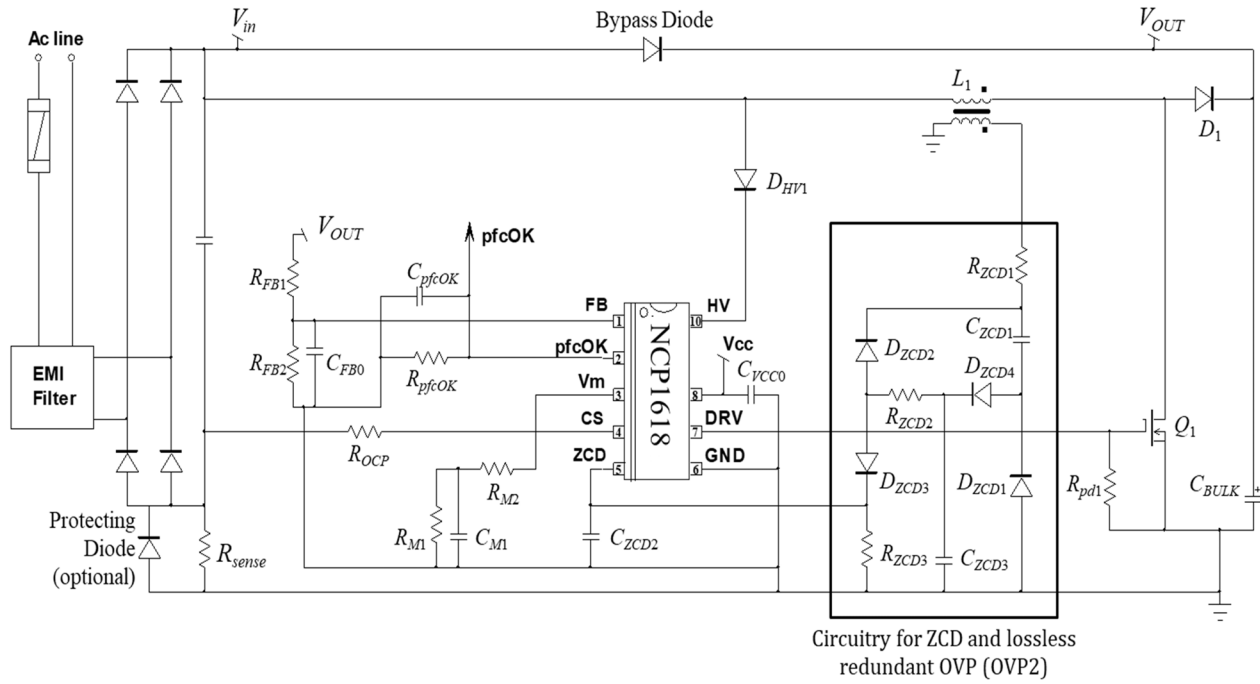 Ac line
V_in
Bypass Diode
V_OUT
L_1
D_1
D_HV1
V_OUT
pfcOK
R_FB1
C_pfcOK
R_ZCD1
FB
HV
1
10
NCP1618
C_ZCD1
pfcOK
Vcc
2
C_VCC0
D_ZCD2
D_ZCD4
R_FB2
C_FB0
R_pfcOK
EMI
Filter
Vm
3
8
R_ZCD2
CS
DRV
4
7
Q_1
R_OCP
ZCD
GND
5
6
R_M2
D_ZCD3
D_ZCD1
R_pd1
C_BULK
+
Protecting
Diode
(optional)
R_sense
R_M1
C_M1
C_ZCD2
R_ZCD3
C_ZCD3
Circuitry for ZCD and lossless
redundant OVP (OVP2)